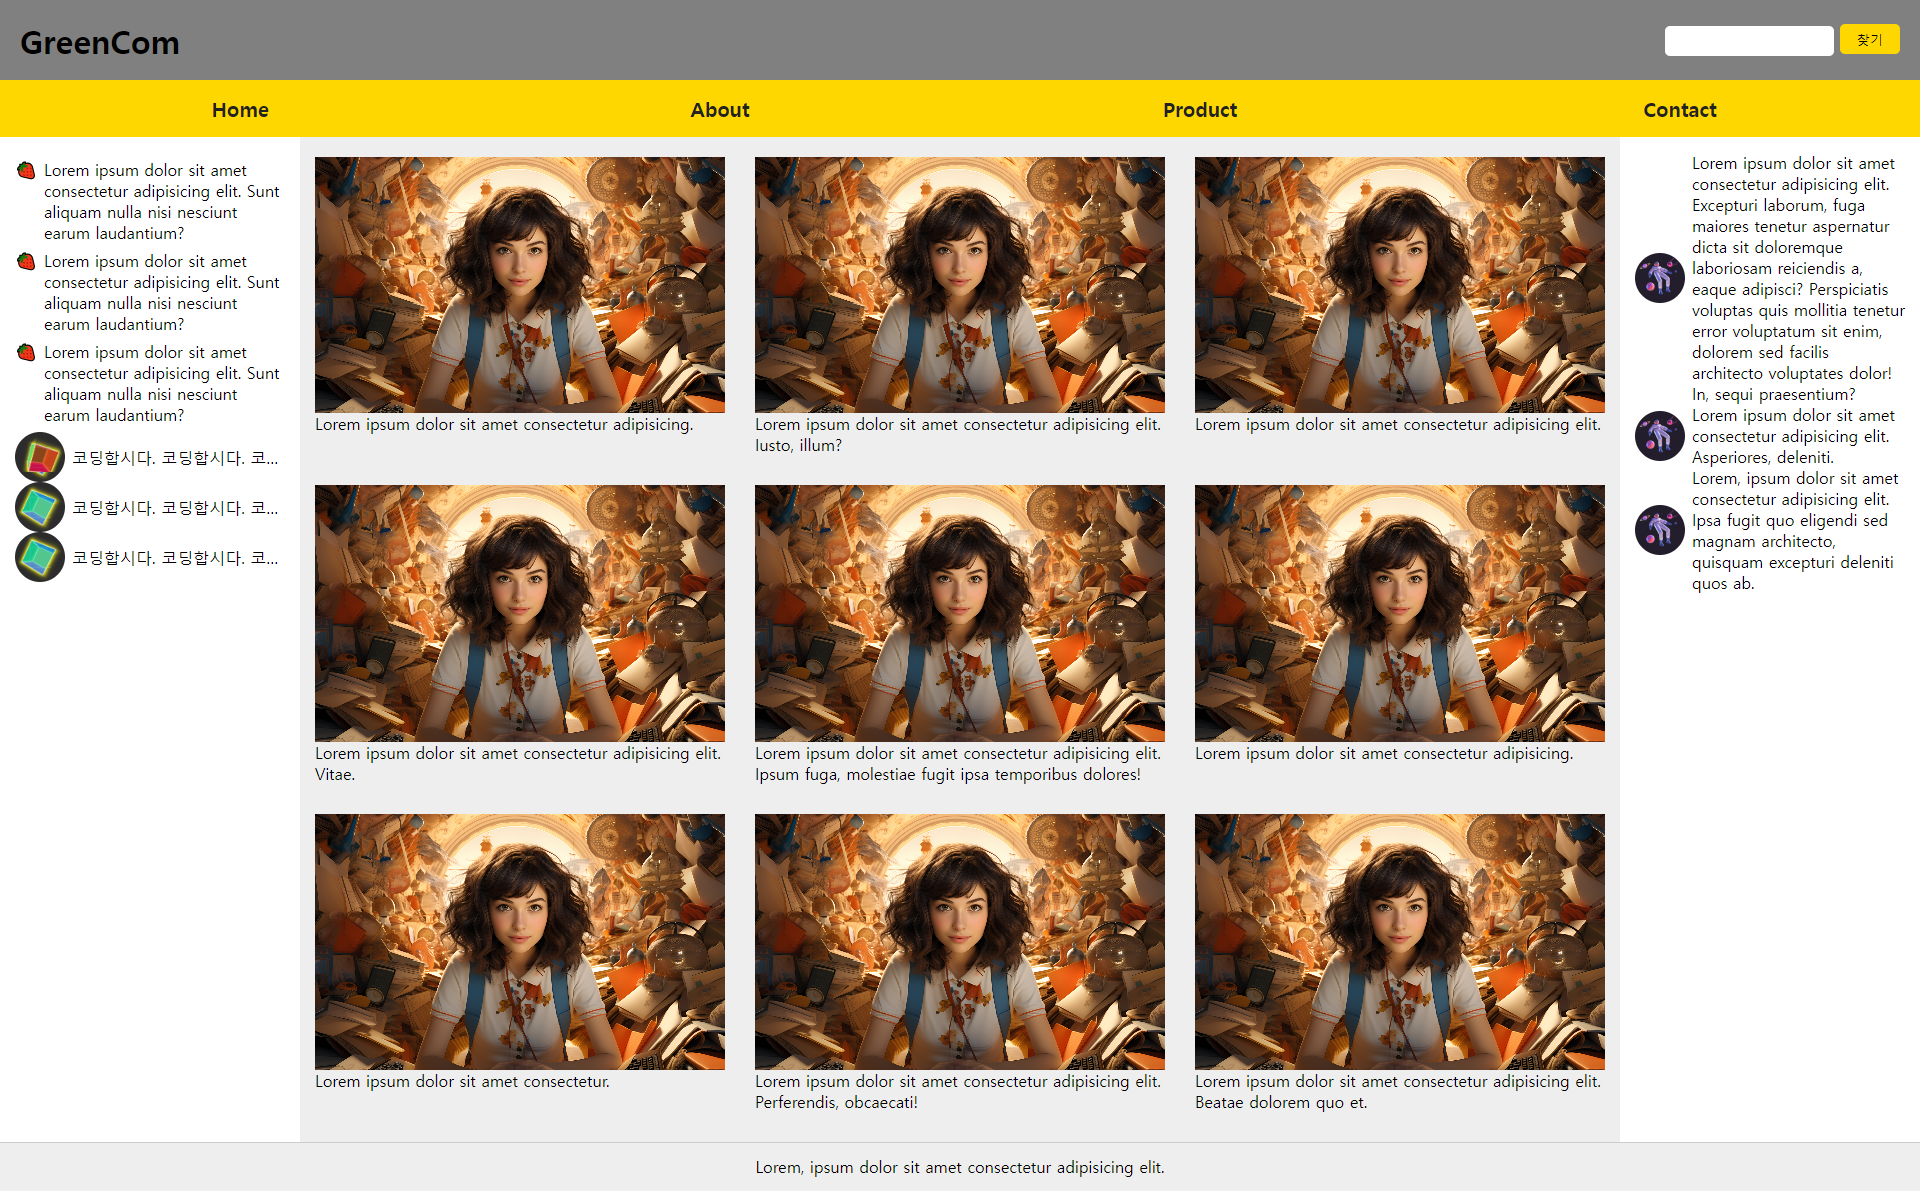 GreenCom
찾기
Home
About
Product
Contact
Lorem ipsum dolor sit amet
consectetur adipisicing elit. Sunt
aliquam nulla nisi nesciunt
earum laudantium?
Lorem ipsum dolor sit amet
consectetur adipisicing elit. Sunt
aliquam nulla nisi nesciunt
earum laudantium?
Lorem ipsum dolor sit amet
consectetur adipisicing elit. Sunt
aliquam nulla nisi nesciunt
earum laudantium?
코딩합시다. 코딩합시다. 코...
코딩합시다. 코딩합시다. 코...
코딩합시다. 코딩합시다. 코...
Lorem ipsum dolor sit amet consectetur adipisicing.
Lorem ipsum dolor sit amet consectetur adipisicing elit.
Iusto, illum?
Lorem ipsum dolor sit amet consectetur adipisicing elit.
Lorem ipsum dolor sit amet consectetur adipisicing elit.
Vitae.
Lorem ipsum dolor sit amet consectetur adipisicing elit.
Ipsum fuga, molestiae fugit ipsa temporibus dolores!
Lorem ipsum dolor sit amet consectetur adipisicing.
Lorem ipsum dolor sit amet consectetur.
Lorem ipsum dolor sit amet consectetur adipisicing elit.
Perferendis, obcaecati!
Lorem ipsum dolor sit amet consectetur adipisicing elit.
Beatae dolorem quo et.
Lorem ipsum dolor sit amet
consectetur adipisicing elit.
Excepturi laborum, fuga
maiores tenetur aspernatur
dicta sit doloremque
laboriosam reiciendis a,
eaque adipisci? Perspiciatis
voluptas quis mollitia tenetur
error voluptatum sit enim,
dolorem sed facilis
architecto voluptates dolor!
In, sequi praesentium?
Lorem ipsum dolor sit amet
consectetur adipisicing elit.
Asperiores, deleniti.
Lorem, ipsum dolor sit amet
consectetur adipisicing elit.
Ipsa fugit quo eligendi sed
magnam architecto,
quisquam excepturi deleniti
quos ab.
Lorem, ipsum dolor sit amet consectetur adipisicing elit.